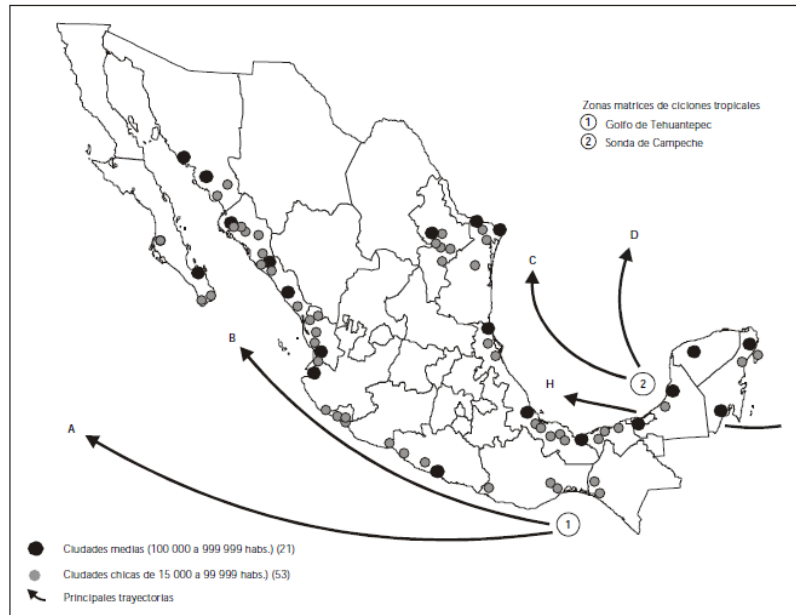 Zonas matrices de ciclones tropicales
1 Golfo de Tehuantepec
2 Sonda de Campeche
D
C
B
2
H
A
1
Ciudades medias (100 000 a 999 999 habs.) (21)
Ciudades chicas de 15 000 a 99 999 habs.) (53)
Principales trayectorias